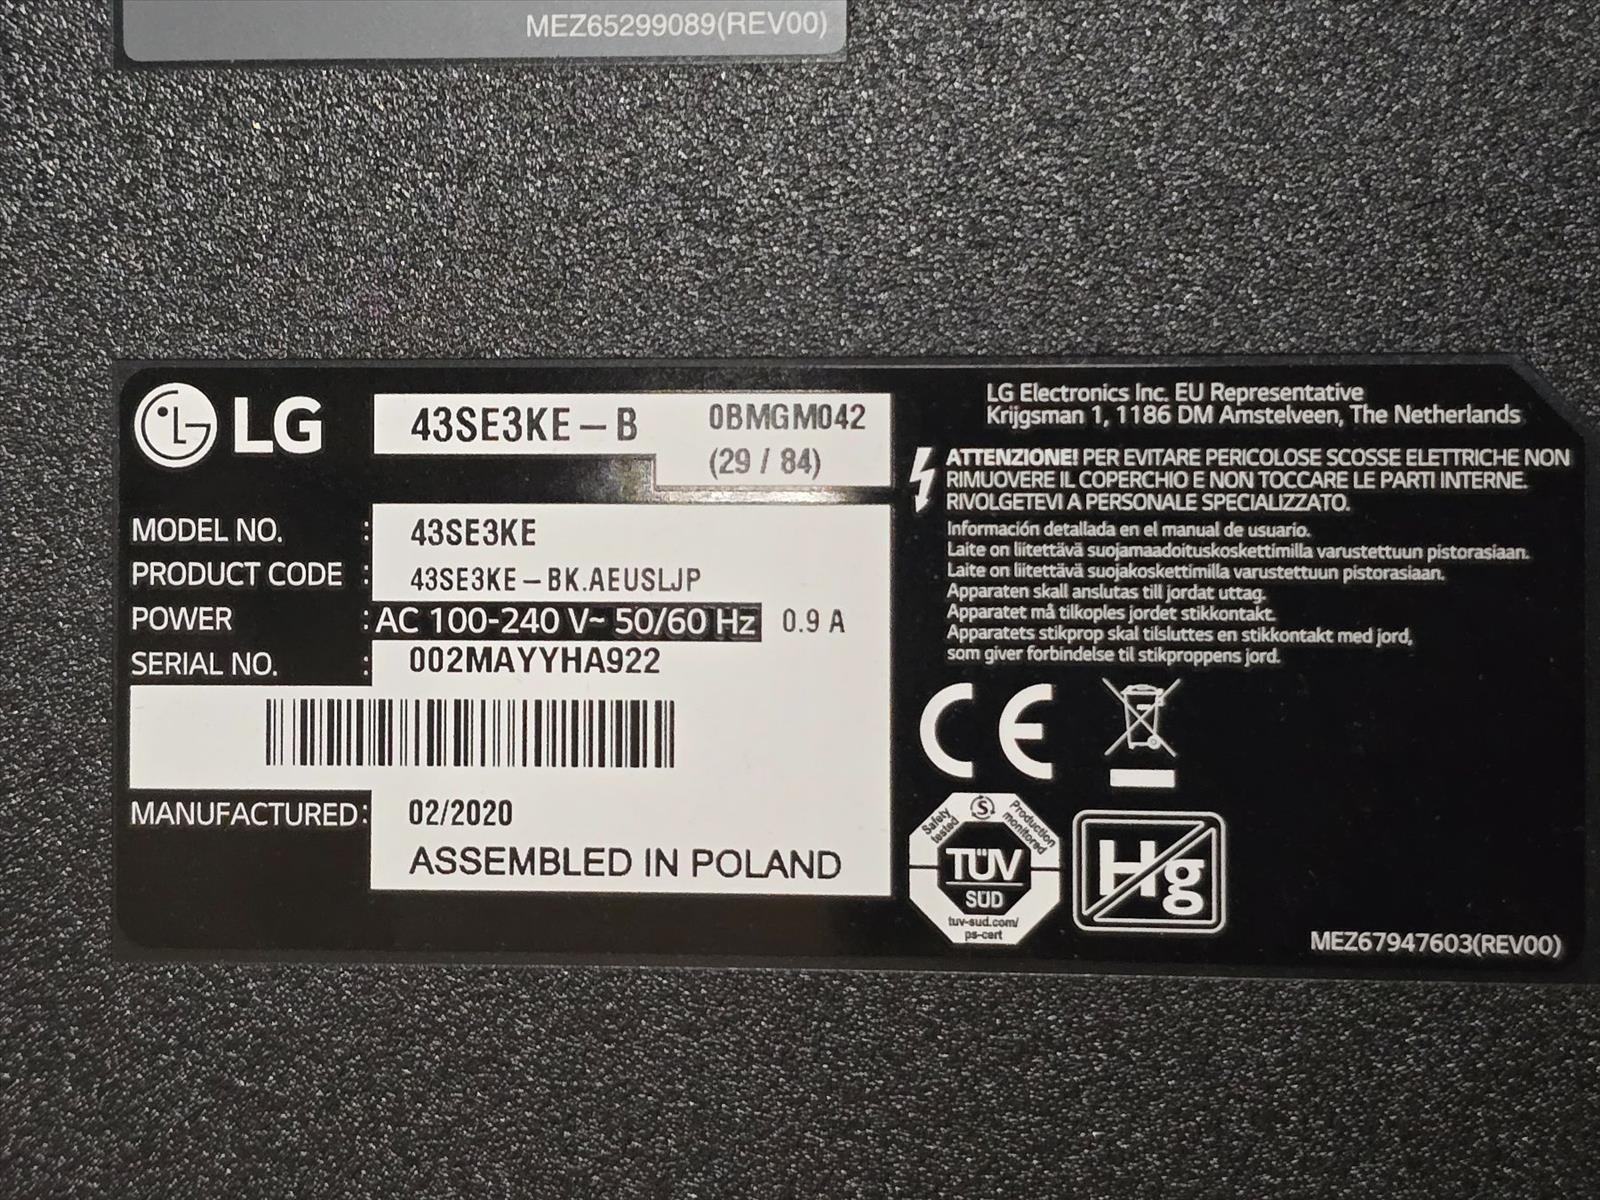 MEZ65299089(REV00)
LG
43SE3KE-B
0BMGM042
(29 / 84)
MODEL NO. : 43SE3KE
PRODUCT CODE : 43SE3KE-BK.AEUSLJP
POWER : AC 100-240 V~ 50/60 Hz 0.9 A
SERIAL NO. : 002MAYYHA922
MANUFACTURED : 02/2020
ASSEMBLED IN POLAND
LG Electronics Inc. EU Representative
Krijgsman 1, 1186 DM Amstelveen, The Netherlands
ATTENZIONE! PER EVITARE PERICOLOSE SCOSSE ELETTRICHE NON
RIMUOVERE IL COPERCHIO E NON TOCCARE LE PARTI INTERNE.
RIVOLGETEVI A PERSONALE SPECIALIZZATO.
Información detallada en el manual de usuario.
Laite on liitettävä suojamaadoituskoskettimilla varustettuun pistorasiaan.
Laite on liitettävä suojakoskettimilla varustettuun pistorasiaan.
Apparaten skall anslutas till jordat uttag.
Apparatet må tilkoples jordet stikkontakt.
Apparatets stikprop skal tilsluttes en stikkontakt med jord,
som giver forbindelse til stikproppens jord.
CE
Safety tested
S
Production monitored
TÜV
SÜD
tuv-sud.com/
ps-cert
Hg
MEZ67947603(REV00)